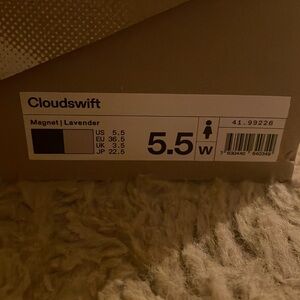 Cloudswift
Magnet | Lavender
41.99226
US 5.5
EU 36.5
UK 3.5
JP 22.5
5.5
W